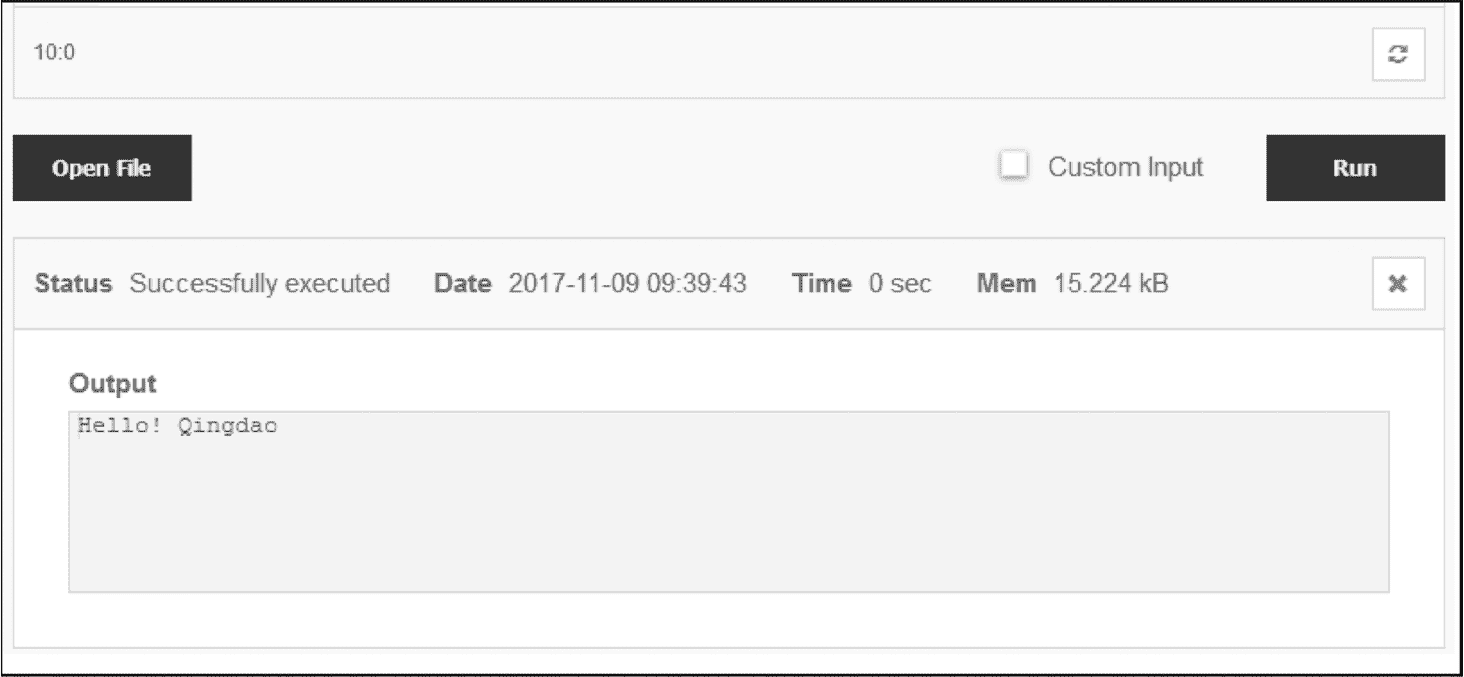 10:0
Open File Custom Input Run
Status Successfully executed Date 2017-11-09 09:39:43 Time 0 sec Mem 15.224 kB
Output
Hello! Qingdao